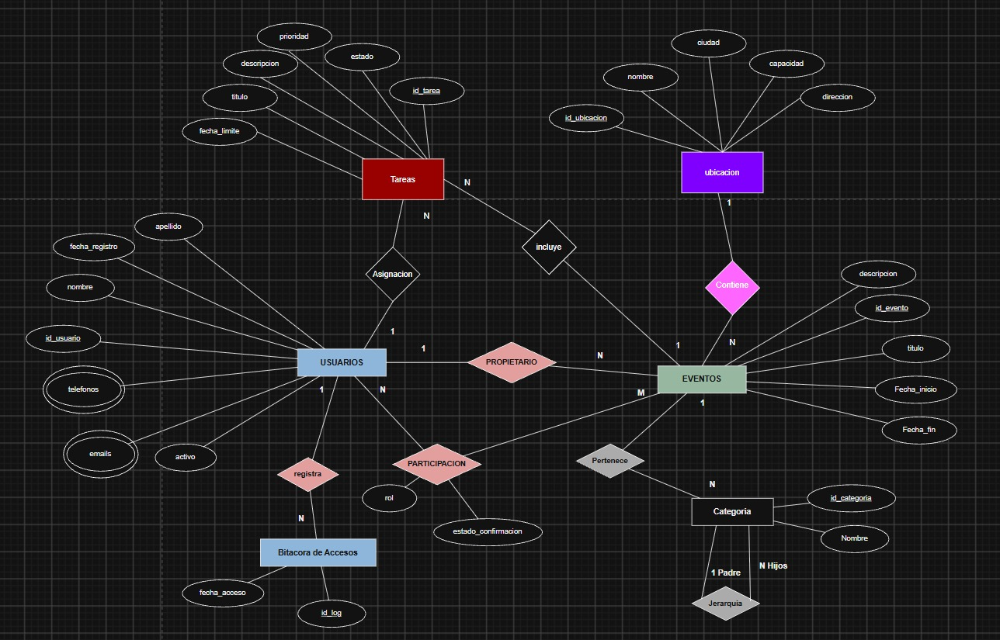 prioridad
descripcion
estado
titulo
id_tarea
fecha_limite
Tareas
ciudad
nombre
capacidad
id_ubicacion
direccion
ubicacion
N
N
1
incluye
Asignacion
Contiene
apellido
fecha_registro
nombre
id_usuario
telefonos
emails
activo
USUARIOS
1
1
PROPIETARIO
N
1
N
descripcion
id_evento
titulo
Fecha_inicio
Fecha_fin
EVENTOS
1
N
M
1
registra
PARTICIPACION
rol
estado_confirmacion
Pertenece
N
Categoria
id_categoria
Nombre
N
Bitacora de Accesos
fecha_acceso
id_log
1 Padre
N Hijos
Jerarquia